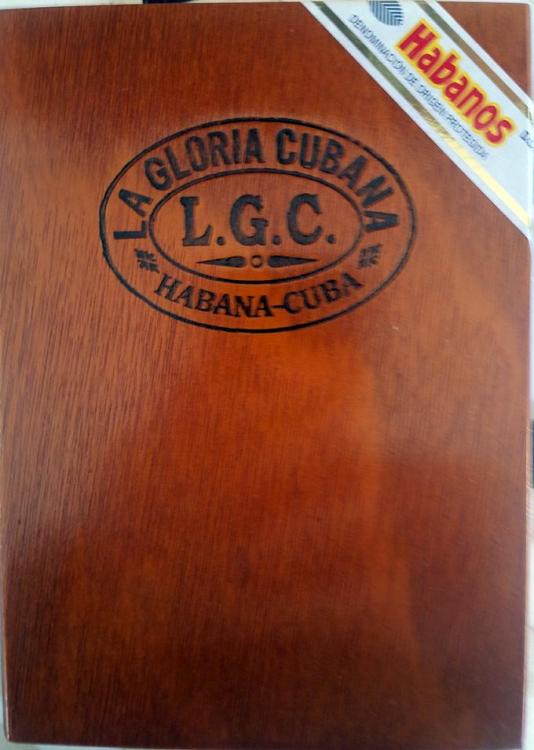 Habanos
DENOMINACIÓN DE ORIGEN PROTEGIDA
LA GLORIA CUBANA
L.G.C.
HABANA-CUBA